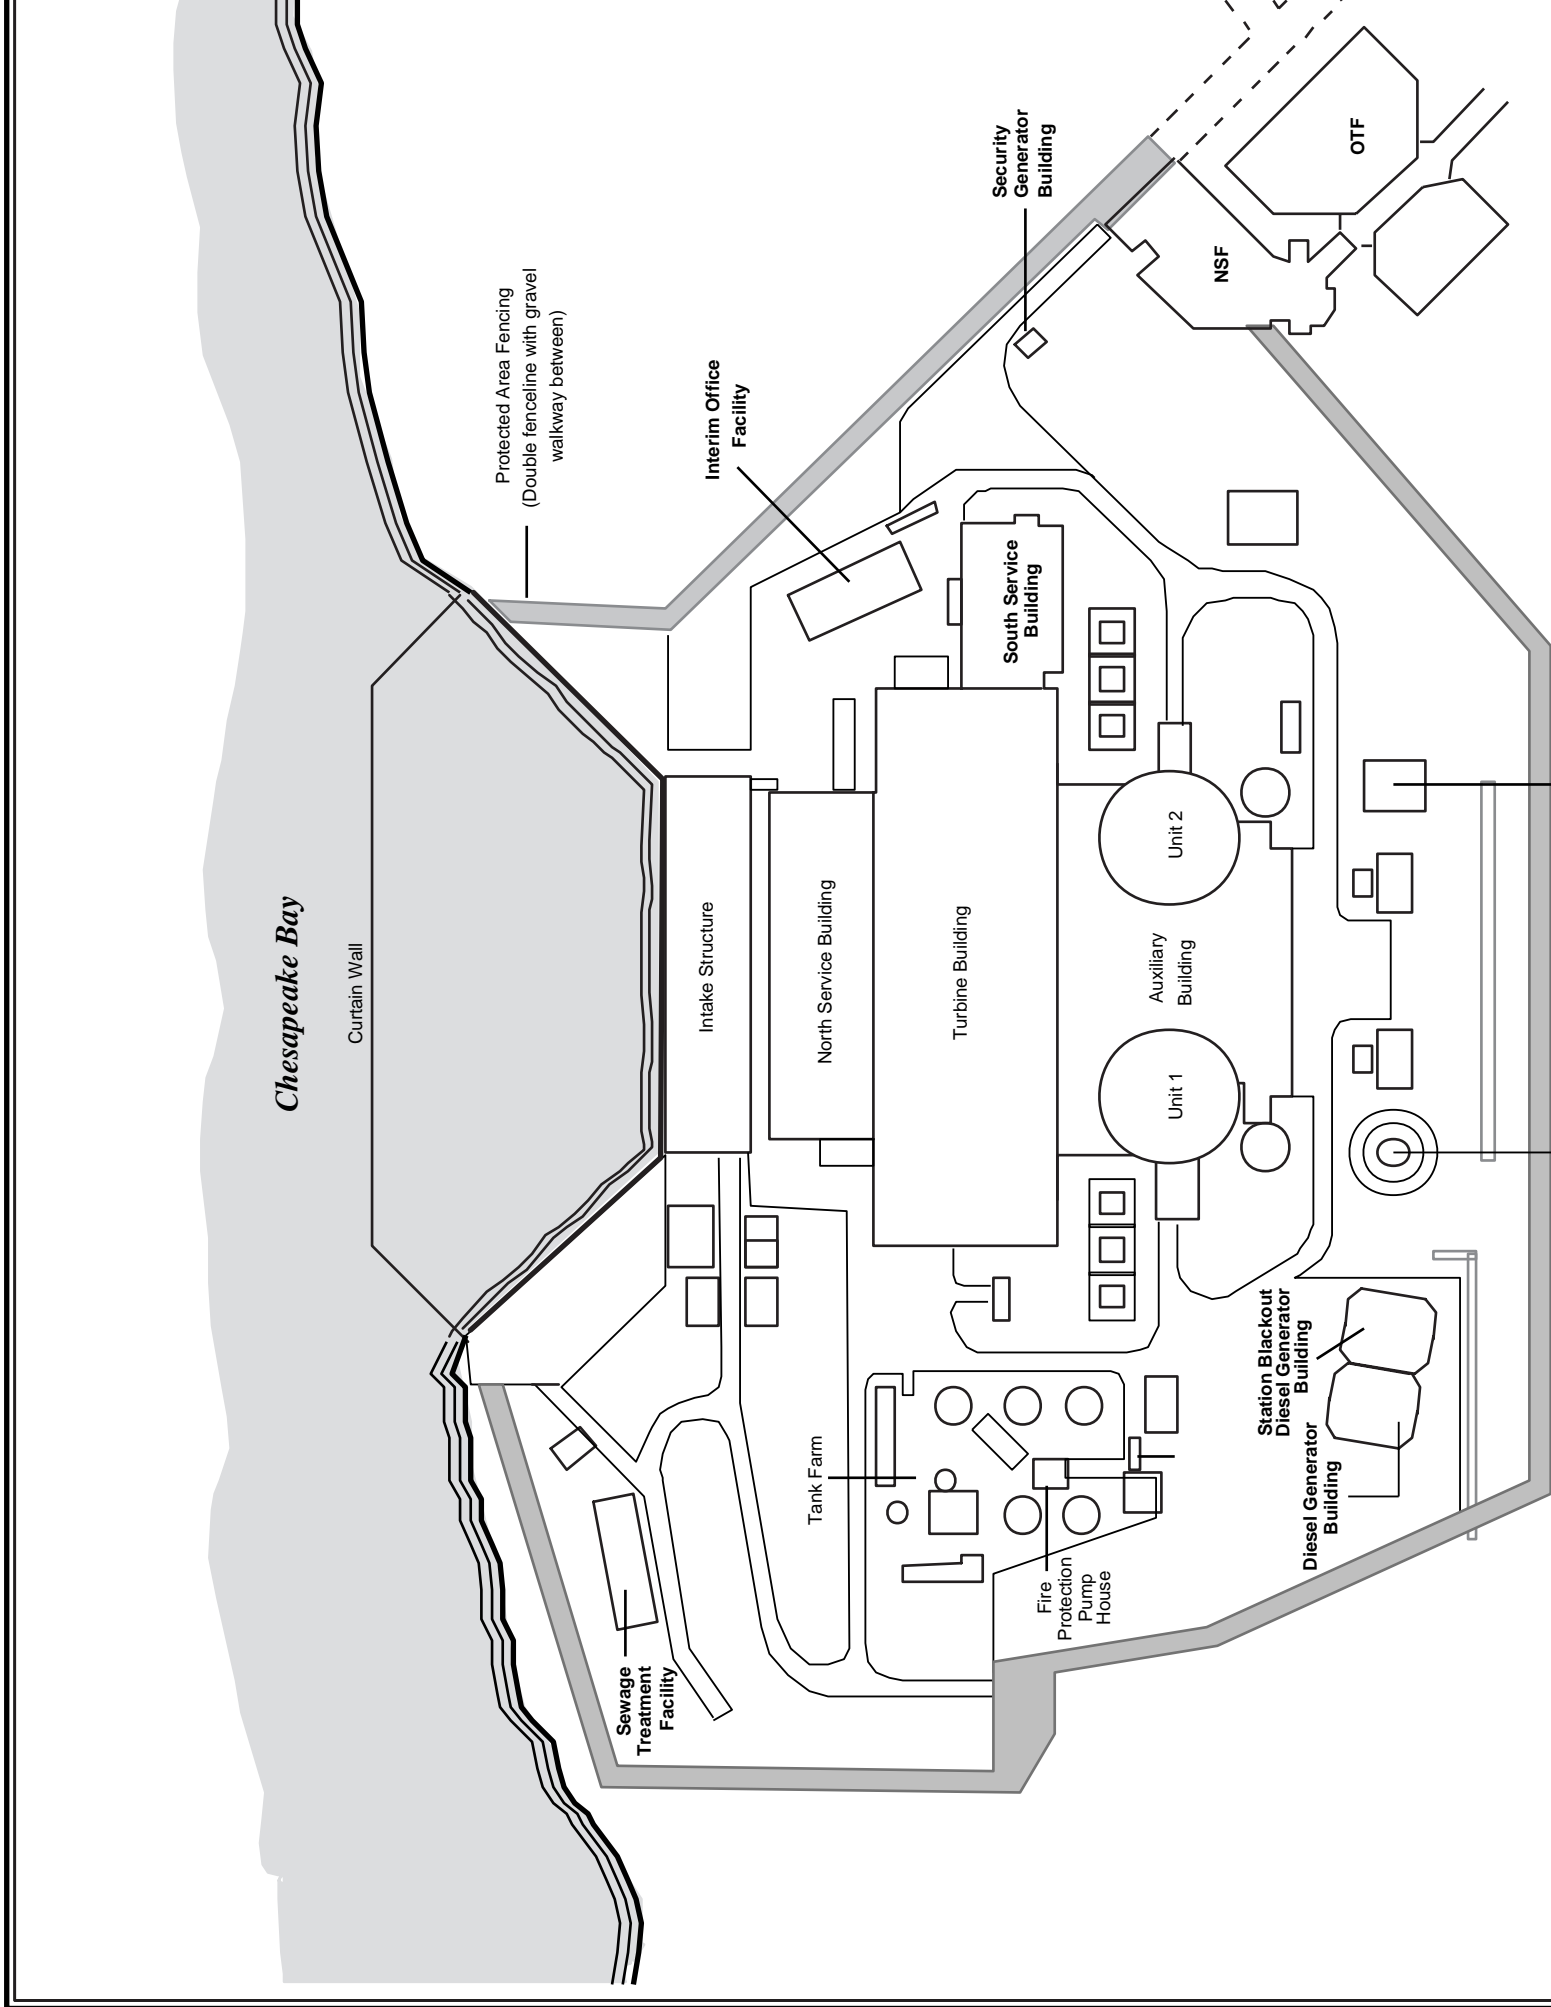 Chesapeake Bay
Curtain Wall
Protected Area Fencing
(Double fenceline with gravel
walkway between)
Interim Office
Facility
Security
Generator
Building
OTF
NSF
Intake Structure
North Service Building
Turbine Building
South Service
Building
Auxiliary
Building
Unit 1
Unit 2
Sewage
Treatment
Facility
Tank Farm
Fire
Protection
Pump
House
Station Blackout
Diesel Generator
Building
Diesel Generator
Building